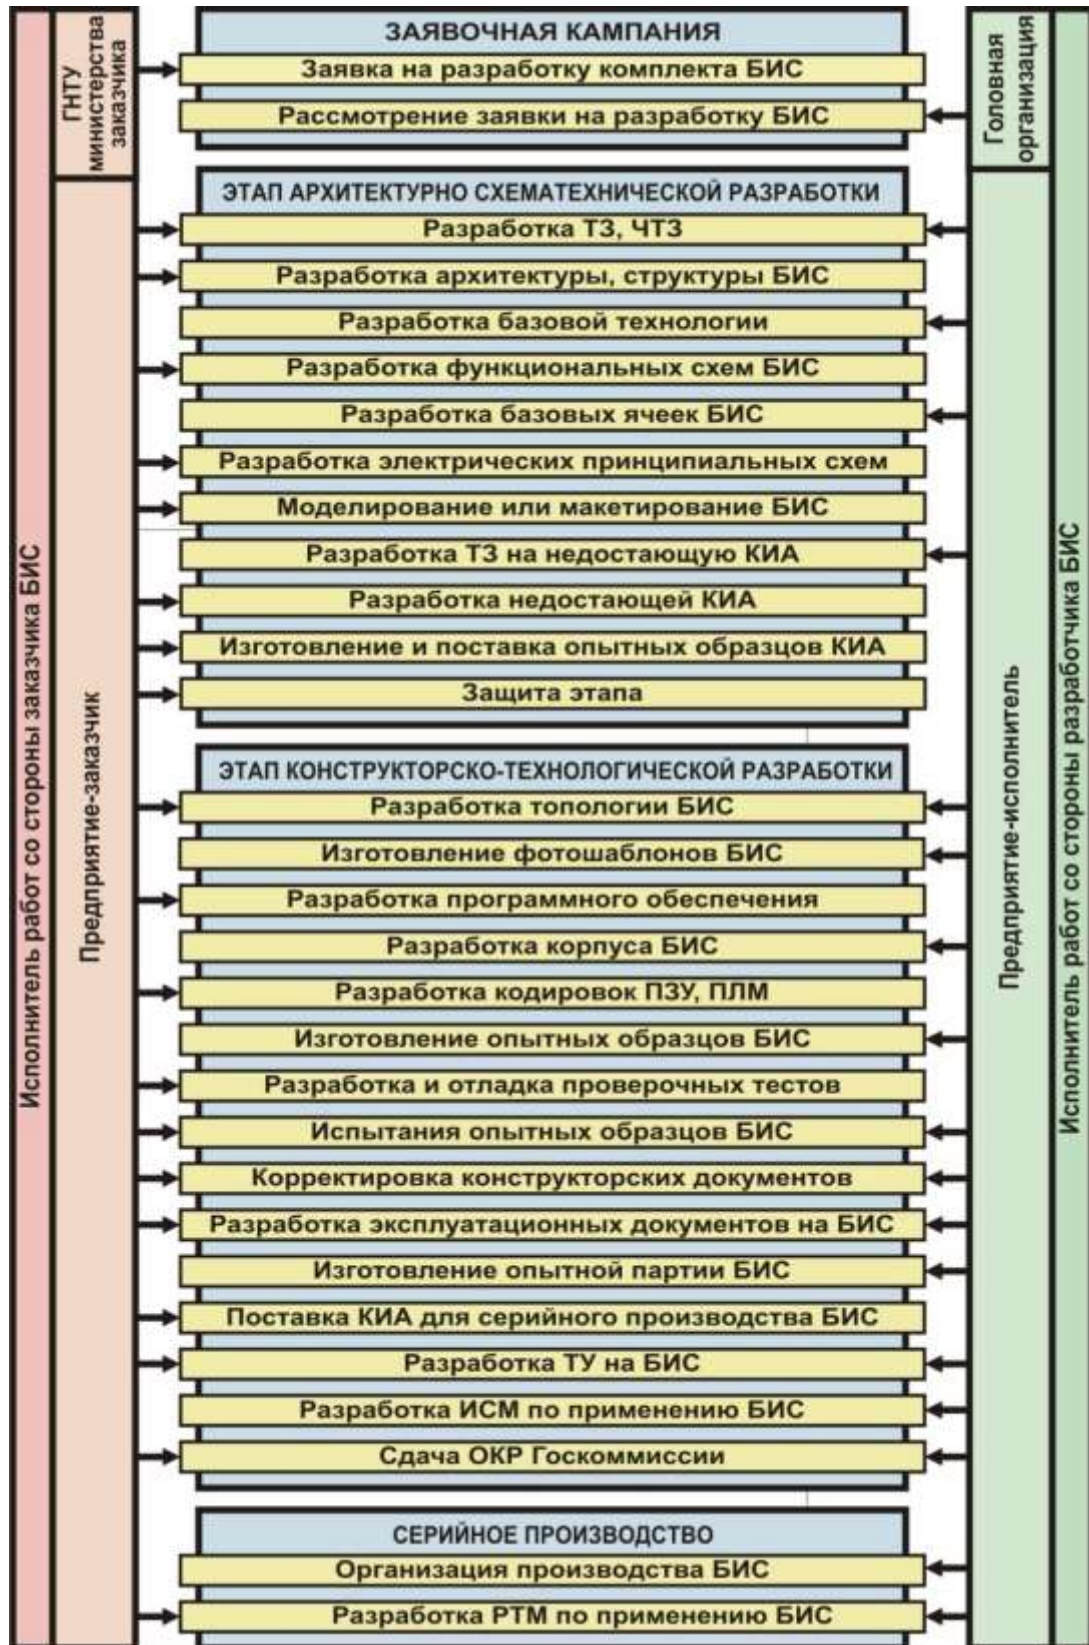 ЗАЯВОЧНАЯ КАМПАНИЯ
Заявка на разработку комплекта БИС
Рассмотрение заявки на разработку БИС
ЭТАП АРХИТЕКТУРНО СХЕМАТЕХНИЧЕСКОЙ РАЗРАБОТКИ
Разработка ТЗ, ЧТЗ
Разработка архитектуры, структуры БИС
Разработка базовой технологии
Разработка функциональных схем БИС
Разработка базовых ячеек БИС
Разработка электрических принципиальных схем
Моделирование или макетирование БИС
Разработка ТЗ на недостающую КИА
Разработка недостающей КИА
Изготовление и поставка опытных образцов КИА
Защита этапа
ЭТАП КОНСТРУКТОРСКО-ТЕХНОЛОГИЧЕСКОЙ РАЗРАБОТКИ
Разработка топологии БИС
Изготовление фотошаблонов БИС
Разработка программного обеспечения
Разработка корпуса БИС
Разработка кодировок ПЗУ, ПЛМ
Изготовление опытных образцов БИС
Разработка и отладка проверочных тестов
Испытания опытных образцов БИС
Корректировка конструкторских документов
Разработка эксплуатационных документов на БИС
Изготовление опытной партии БИС
Поставка КИА для серийного производства БИС
Разработка ТУ на БИС
Разработка ИСМ по применению БИС
Сдача ОКР Госкоммиссии
СЕРИЙНОЕ ПРОИЗВОДСТВО
Организация производства БИС
Разработка РТМ по применению БИС
Исполнитель работ со стороны заказчика БИС
ГНТУ
министерства
заказчика
Предприятие-заказчик
Головная
организация
Предприятие-исполнитель
Исполнитель работ со стороны разработчика БИС